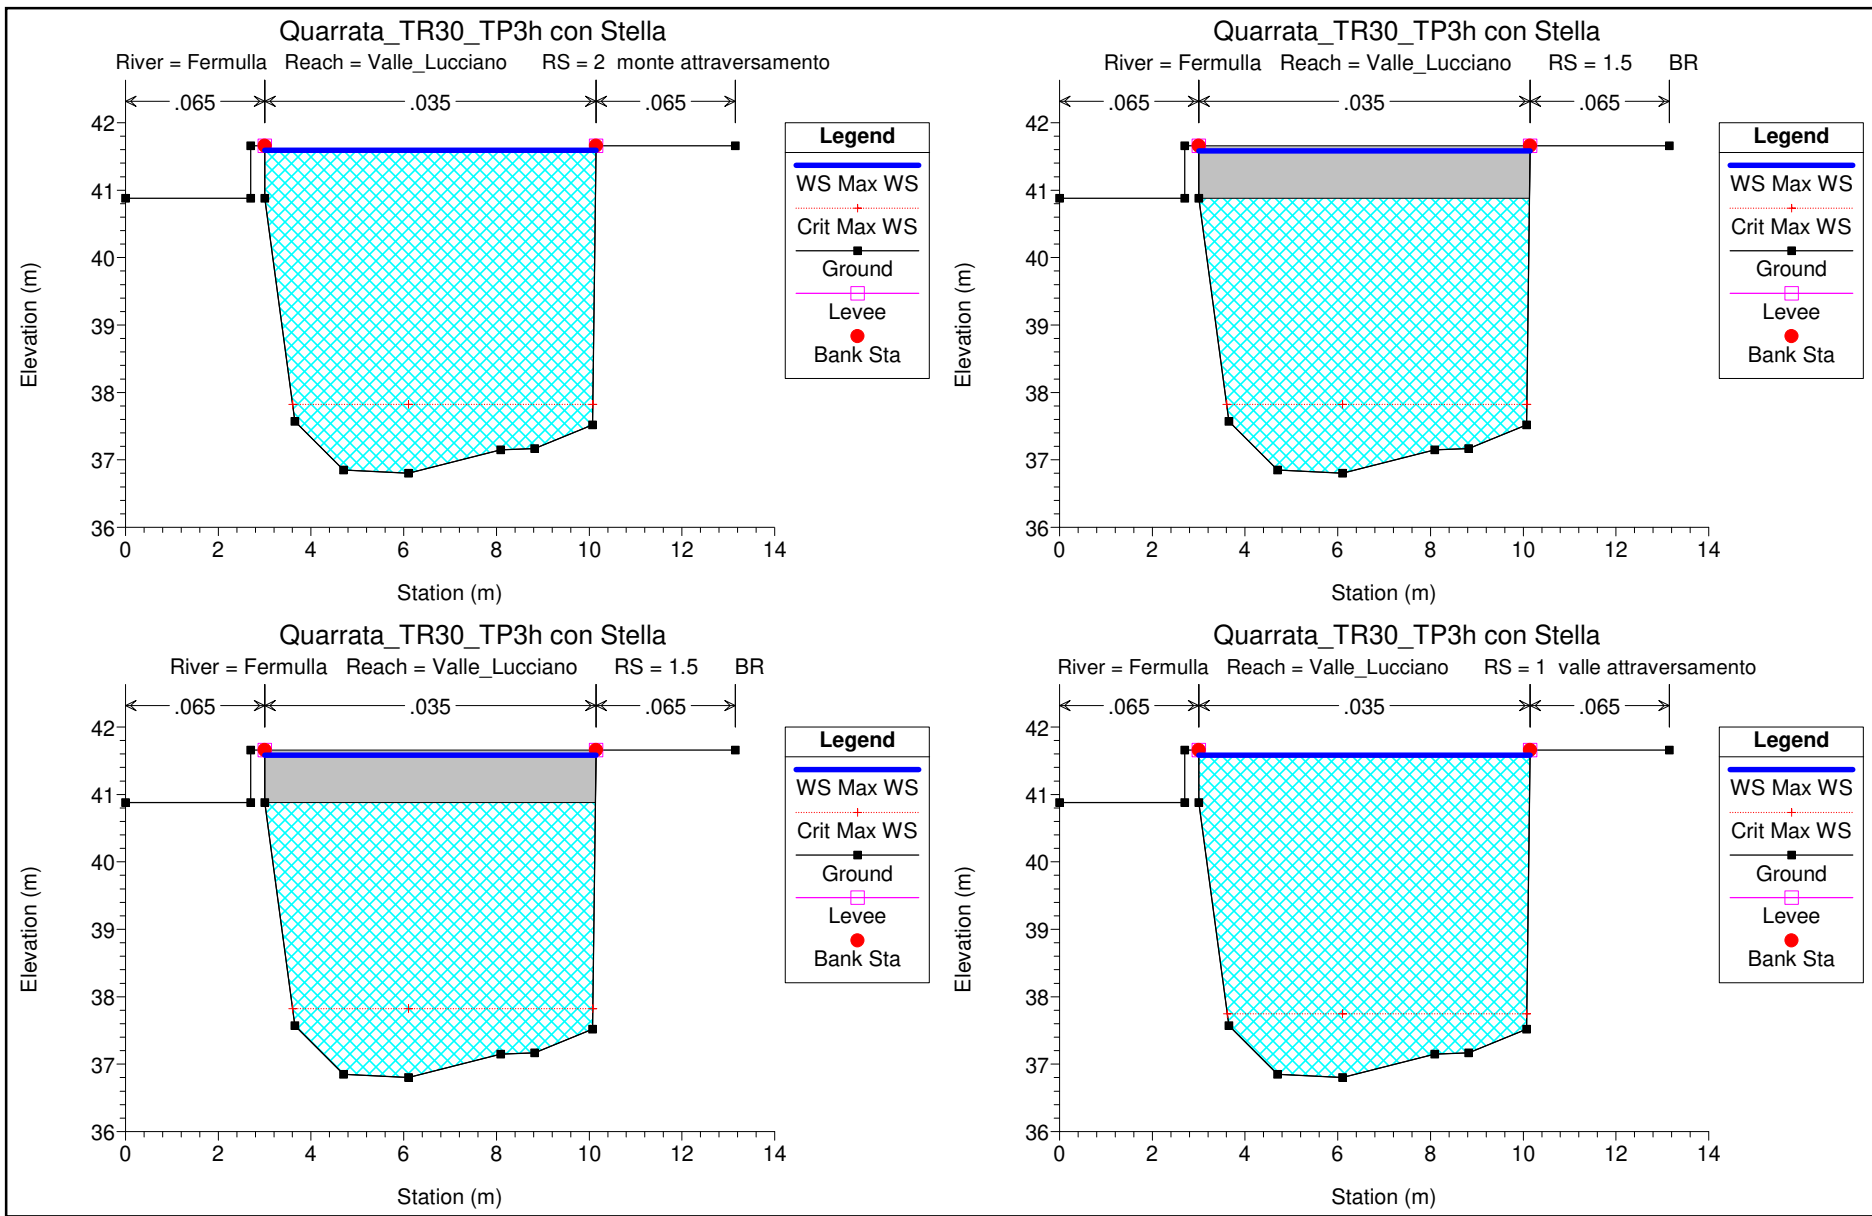 Quarrata_TR30_TP3h con Stella
River = Fermulla Reach = Valle_Lucciano RS = 2 monte attraversamento
.065 .035 .065
42
41
40
39
38
37
36
Elevation (m)
0 2 4 6 8 10 12 14
Station (m)
Legend
WS Max WS
Crit Max WS
Ground
Levee
Bank Sta
Quarrata_TR30_TP3h con Stella
River = Fermulla Reach = Valle_Lucciano RS = 1.5 BR
.065 .035 .065
42
41
40
39
38
37
36
Elevation (m)
0 2 4 6 8 10 12 14
Station (m)
Legend
WS Max WS
Crit Max WS
Ground
Levee
Bank Sta
Quarrata_TR30_TP3h con Stella
River = Fermulla Reach = Valle_Lucciano RS = 1.5 BR
.065 .035 .065
42
41
40
39
38
37
36
Elevation (m)
0 2 4 6 8 10 12 14
Station (m)
Legend
WS Max WS
Crit Max WS
Ground
Levee
Bank Sta
Quarrata_TR30_TP3h con Stella
River = Fermulla Reach = Valle_Lucciano RS = 1 valle attraversamento
.065 .035 .065
42
41
40
39
38
37
36
Elevation (m)
0 2 4 6 8 10 12 14
Station (m)
Legend
WS Max WS
Crit Max WS
Ground
Levee
Bank Sta